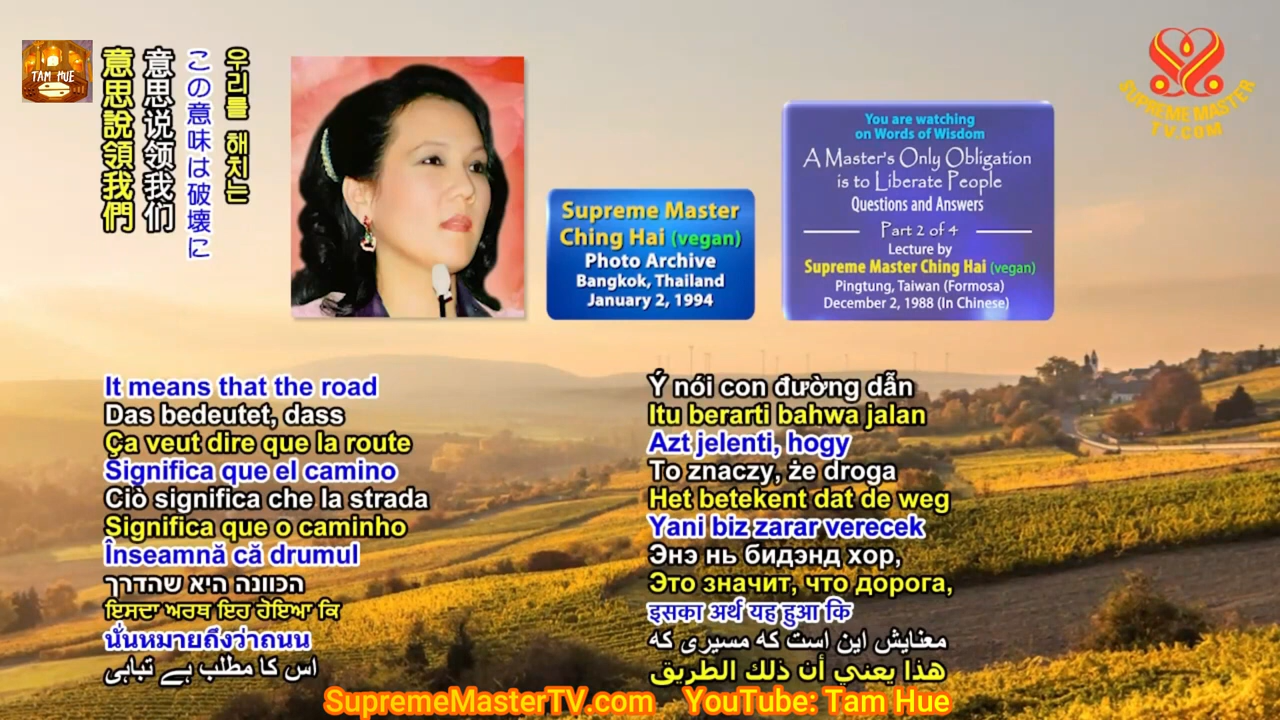 TAM HUE
意思說領我們
意思说领我们
この意味は破壊に
우리를 해치는
Supreme Master
Ching Hai (vegan)
Photo Archive
Bangkok, Thailand
January 2, 1994
You are watching
on Words of Wisdom
A Master's Only Obligation
is to Liberate People
Questions and Answers
Part 2 of 4
Lecture by
Supreme Master Ching Hai (vegan)
Pingtung, Taiwan (Formosa)
December 2, 1988 (In Chinese)
SUPREME MASTER
TV.COM
It means that the road
Das bedeutet, dass
Ça veut dire que la route
Significa que el camino
Ciò significa che la strada
Significa que o caminho
Înseamnă că drumul
הכוונה היא שהדרך
ਇਸਦਾ ਅਰਥ ਇਹ ਹੋਇਆ ਕਿ
นั่นหมายถึงว่าถนน
اس کا مطلب ہے تباہی
Ý nói con đường dẫn
Itu berarti bahwa jalan
Azt jelenti, hogy
To znaczy, że droga
Het betekent dat de weg
Yani biz zarar verecek
Энэ нь бидэнд хор,
Это значит, что дорога,
इसका अर्थ यह हुआ कि
معنایش این است که مسیری که
هذا يعني أن ذلك الطريق
SupremeMasterTV.com YouTube: Tam Hue